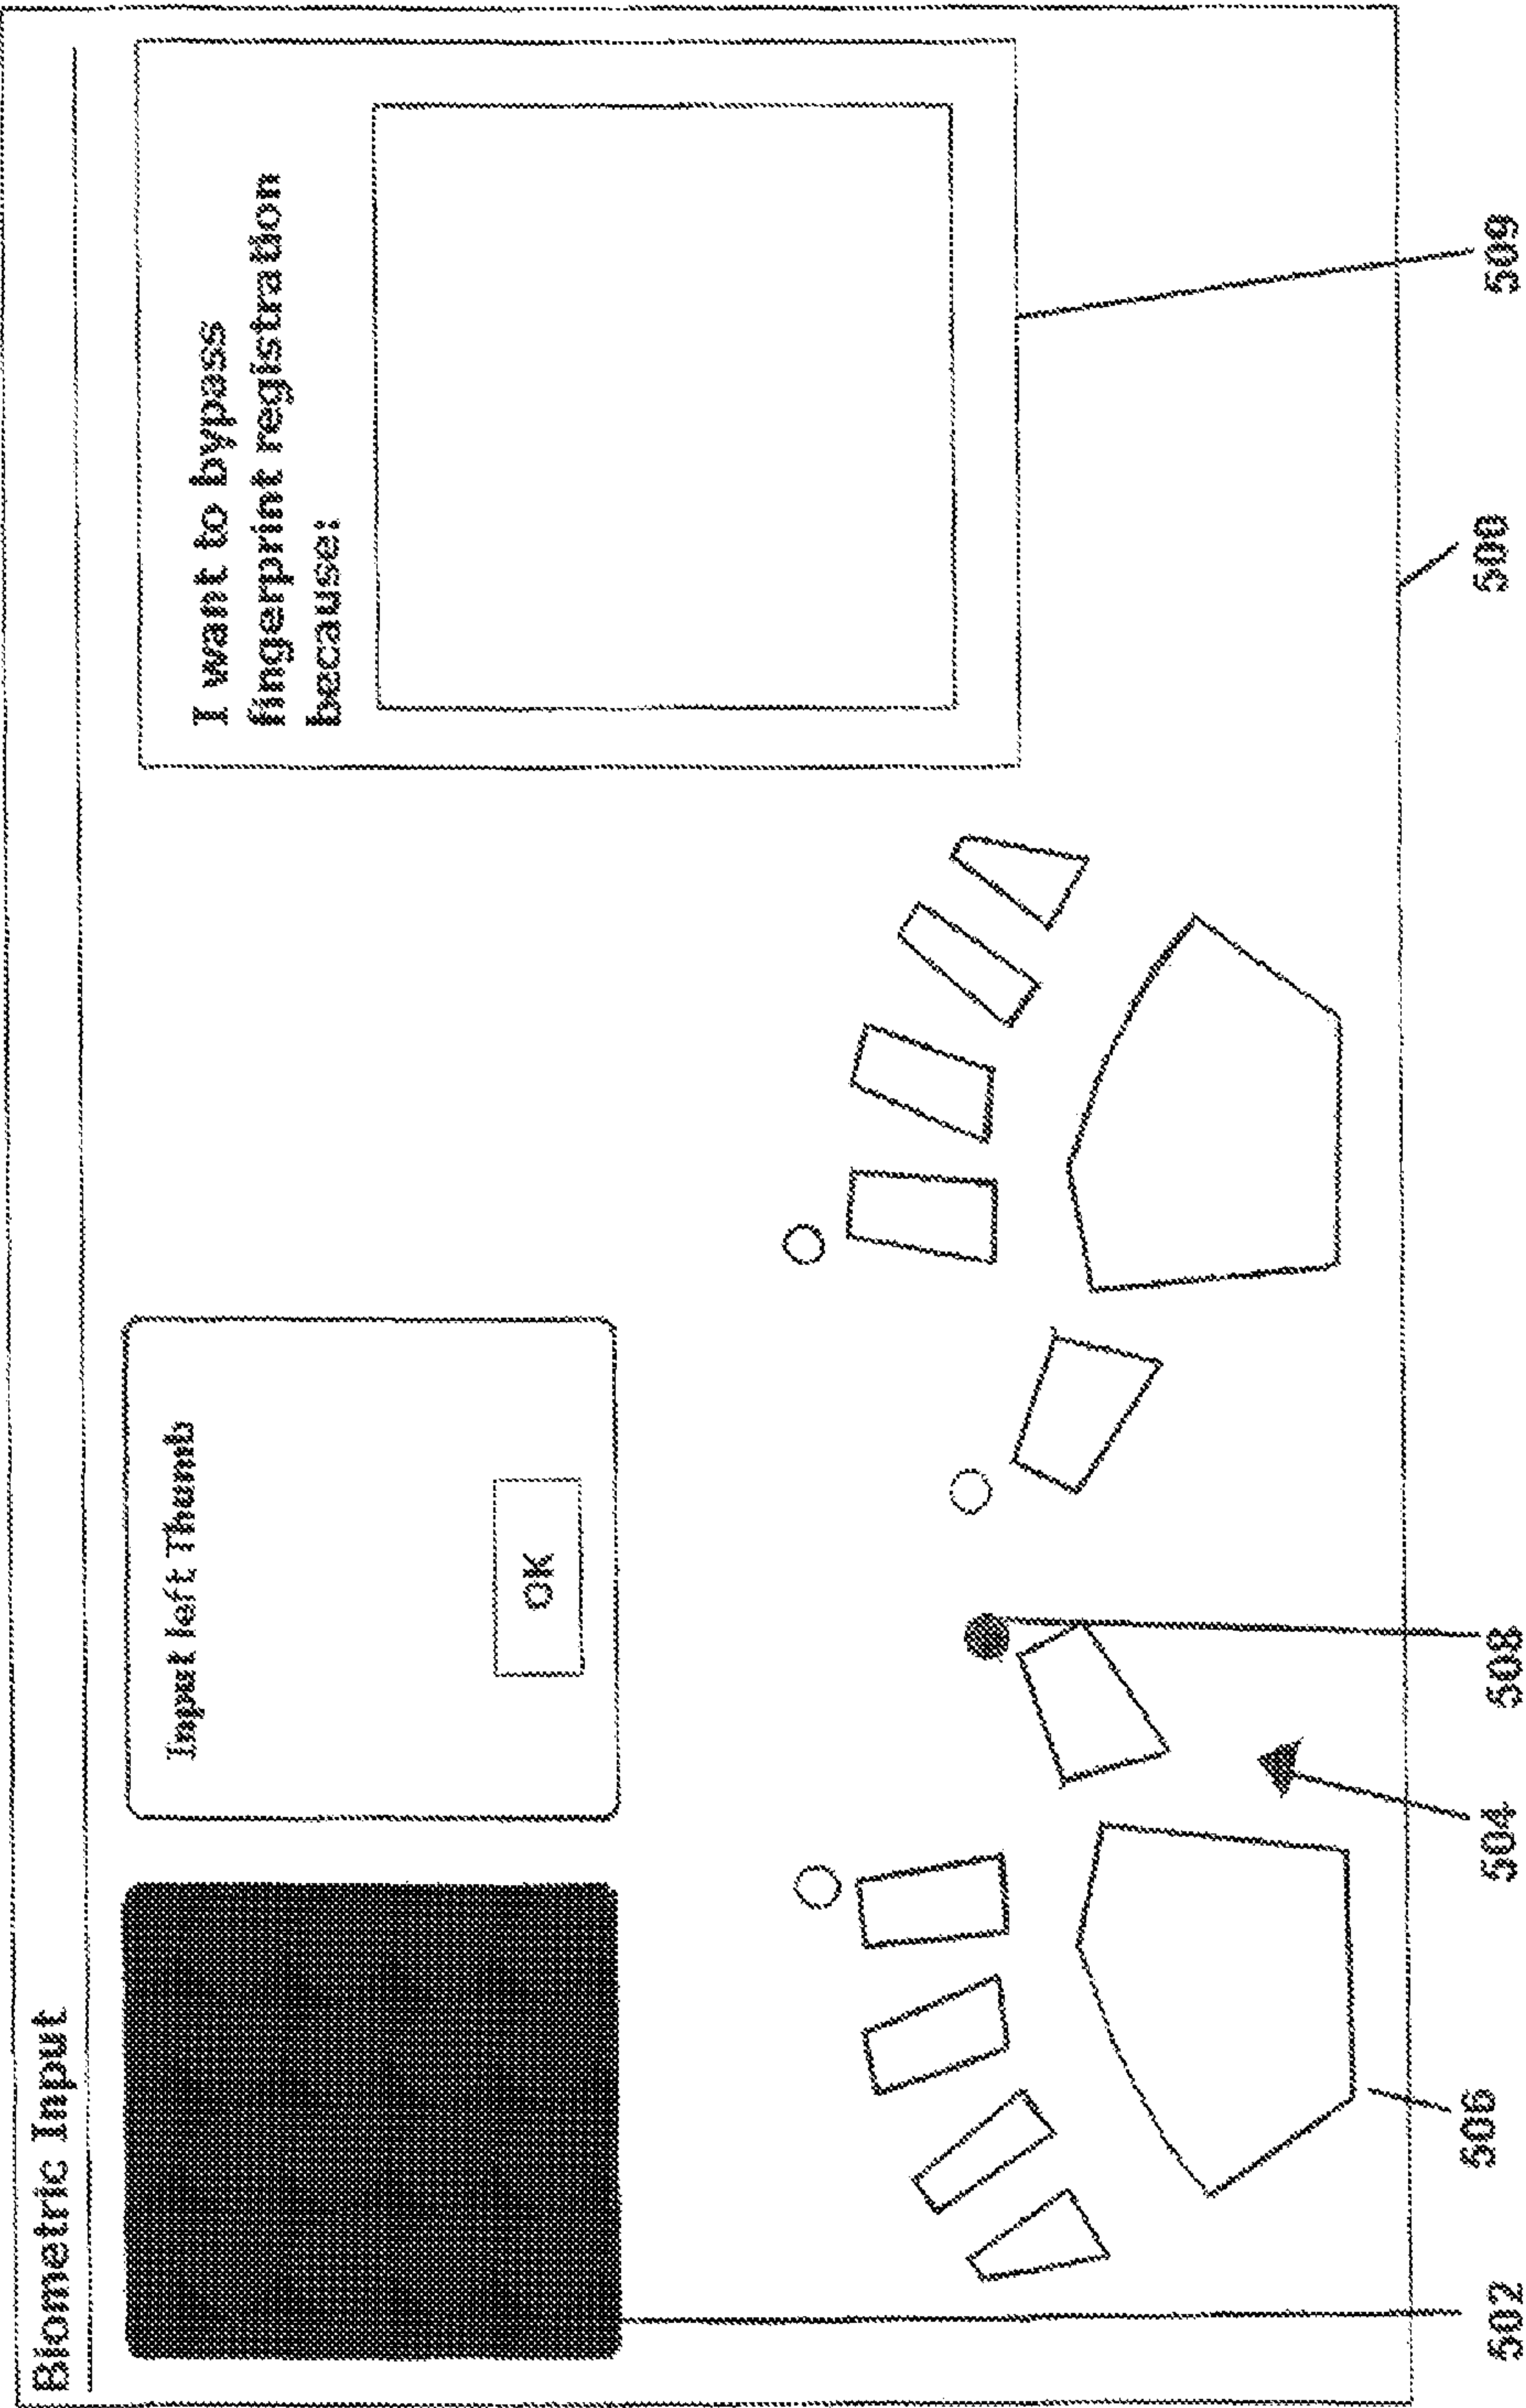 Biometric Input
Input left Thumb
OK
I want to bypass
fingerprint registration
because:
502
506
504
508
500
509